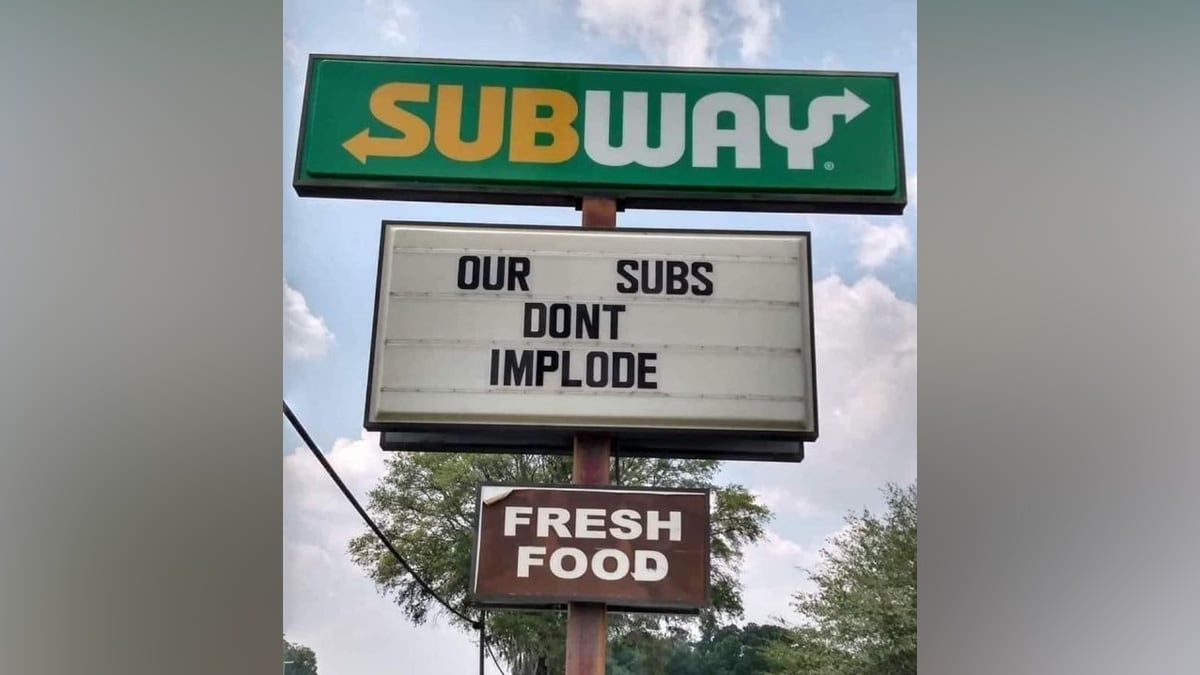 SUBWAY®
OUR SUBS
DONT
IMPLODE
FRESH
FOOD